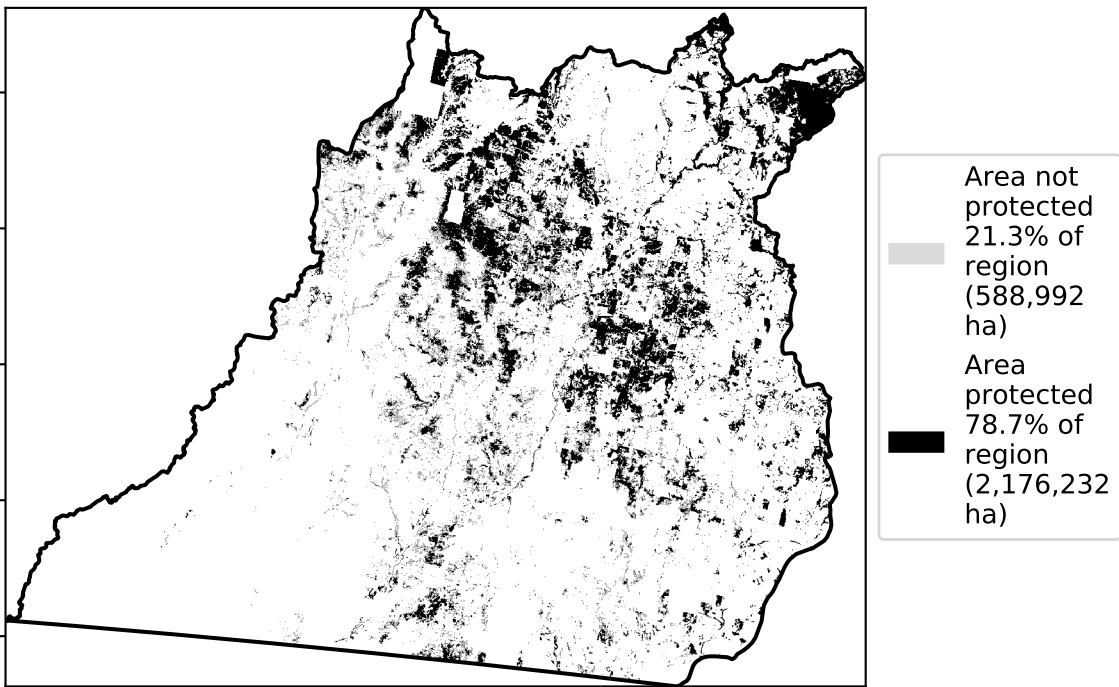 Area not
protected
21.3% of
region
(588,992
ha)
Area
protected
78.7% of
region
(2,176,232
ha)